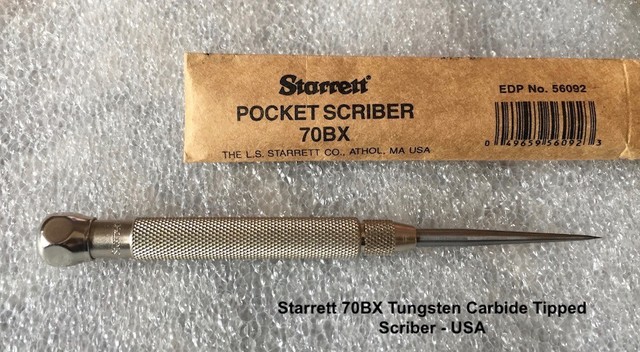 Starrett
EDP No. 56092
POCKET SCRIBER
70BX
THE L.S. STARRETT CO., ATHOL, MA USA
0 49659 56092 3
Starrett 70BX Tungsten Carbide Tipped
Scriber - USA